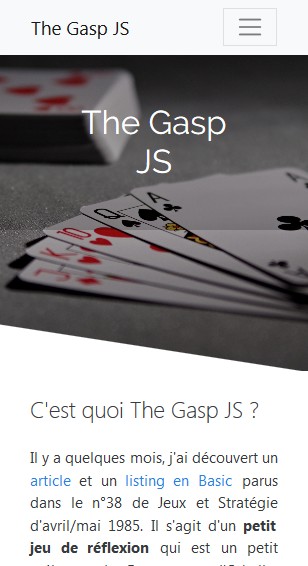 The Gasp JS
The Gasp
JS
A
Q
10
K
J
A
C'est quoi The Gasp JS ?
Il y a quelques mois, j'ai découvert un
article et un listing en Basic parus
dans le n°38 de Jeux et Stratégie
d'avril/mai 1985. Il s'agit d'un petit
jeu de réflexion qui est un petit